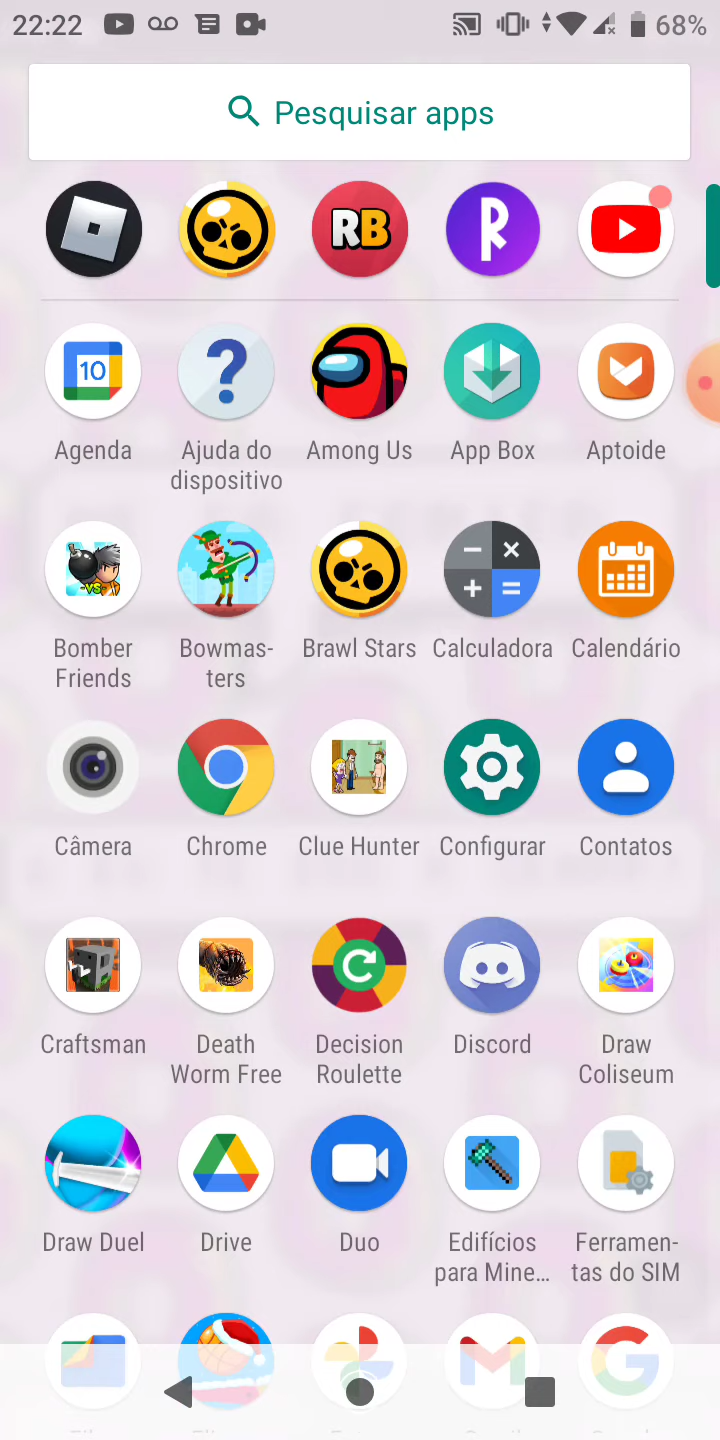 22:22 68%
Pesquisar apps
RB
10
Agenda Ajuda do dispositivo Among Us App Box Aptoide
VS
Bomber Friends Bowmas- ters Brawl Stars Calculadora Calendário
Câmera Chrome Clue Hunter Configurar Contatos
Craftsman Death Worm Free Decision Roulette Discord Draw Coliseum
Draw Duel Drive Duo Edifícios para Mine... Ferramen- tas do SIM